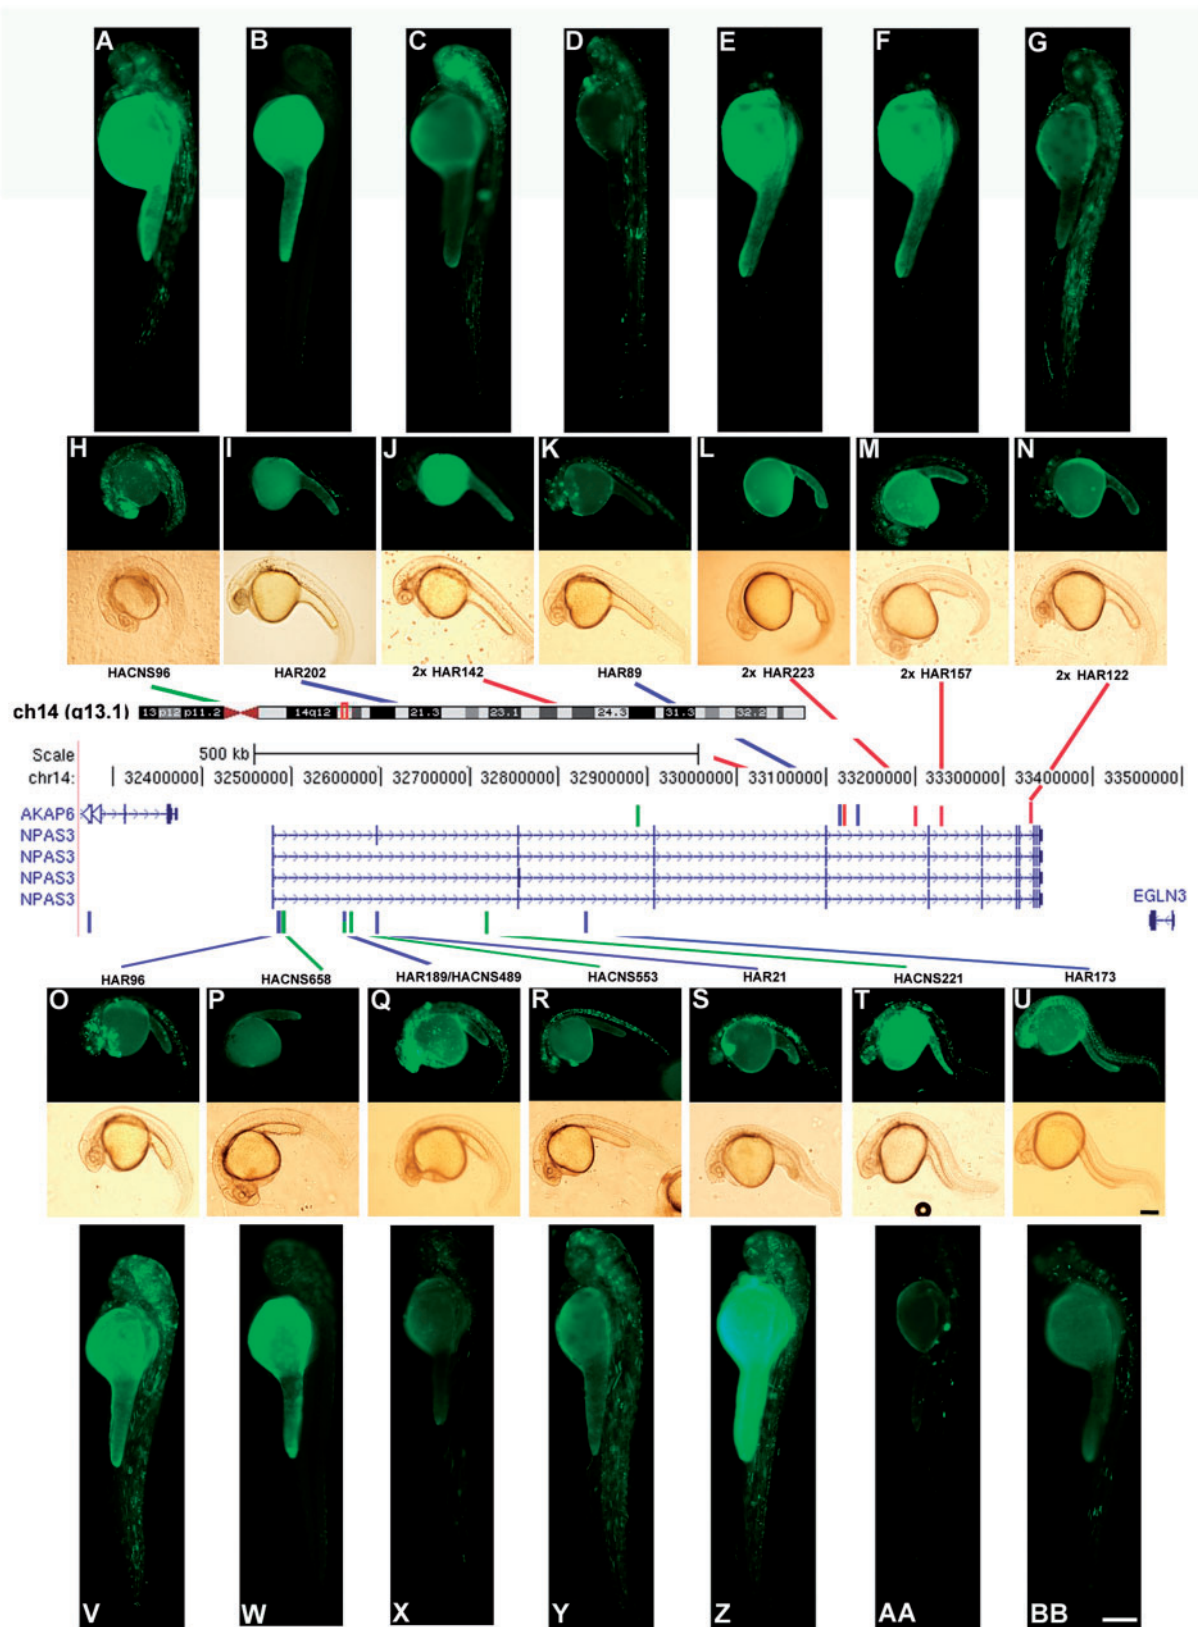 A B C D E F G
H I J K L M N
HACNS96 HAR202 2x HAR142 HAR89 2x HAR223 2x HAR157 2x HAR122
ch14 (q13.1) 13 p12 p11.2 14q12 21.3 23.1 24.3 31.3 32.2
Scale 500 kb
chr14: 32400000 32500000 32600000 32700000 32800000 32900000 33000000 33100000 33200000 33300000 33400000 33500000
AKAP6
NPAS3
NPAS3
NPAS3
NPAS3
EGLN3
HAR96 HACNS658 HAR189/HACNS489 HACNS553 HAR21 HACNS221 HAR173
O P Q R S T U
V W X Y Z AA BB